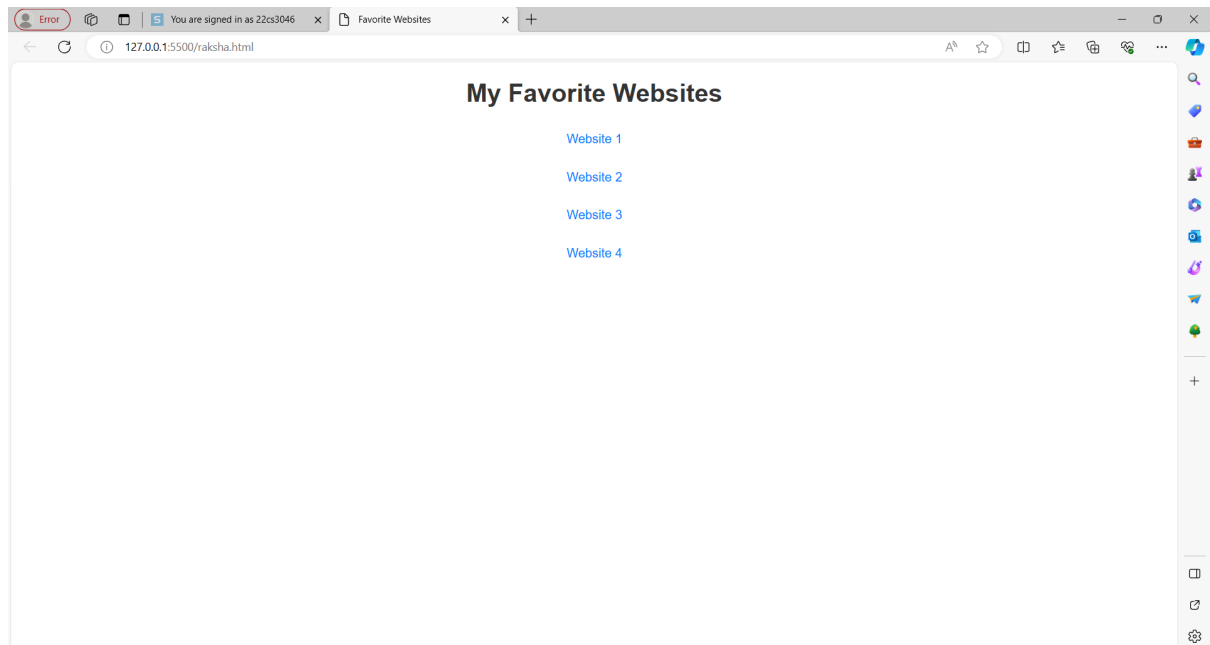 Error
You are signed in as 22cs3046
Favorite Websites
127.0.0.1:5500/raksha.html
My Favorite Websites
Website 1
Website 2
Website 3
Website 4